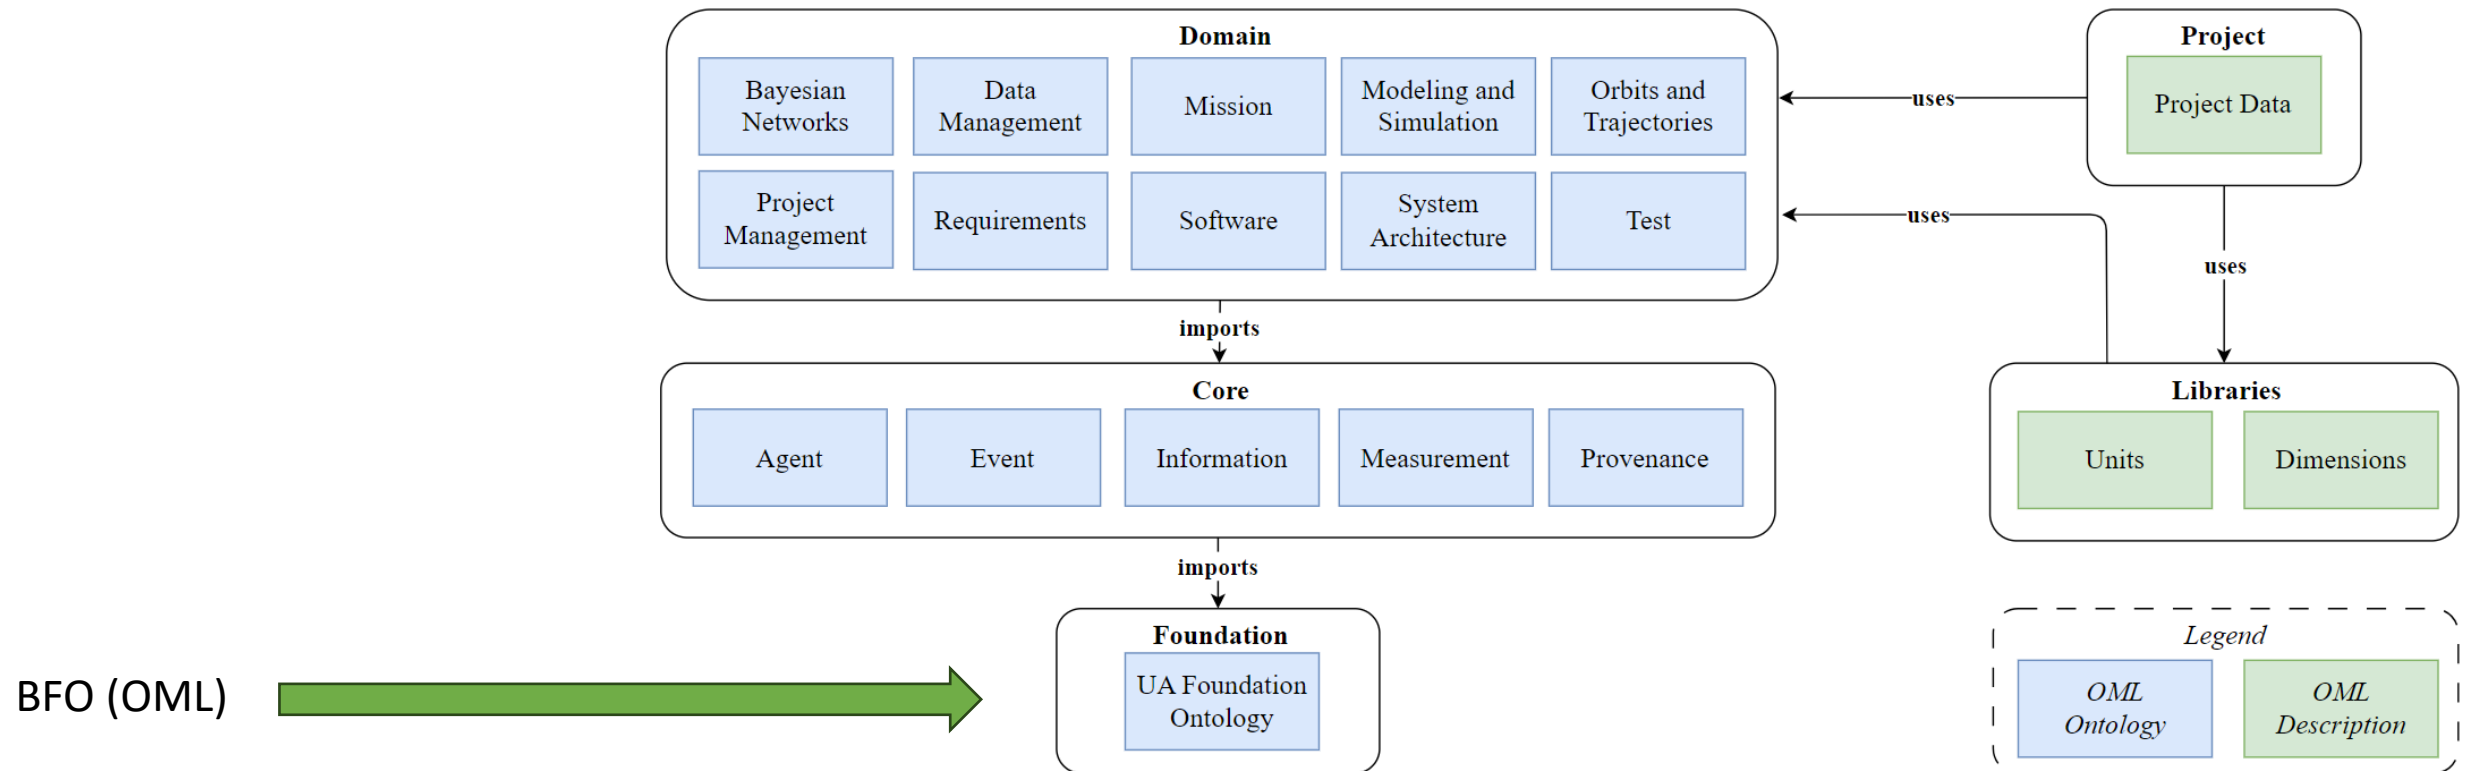 Domain
Bayesian
Networks
Data
Management
Mission
Modeling and
Simulation
Orbits and
Trajectories
Project
Management
Requirements
Software
System
Architecture
Test
Project
Project Data
uses
uses
uses
imports
Core
Agent
Event
Information
Measurement
Provenance
Libraries
Units
Dimensions
imports
Foundation
UA Foundation
Ontology
BFO (OML)
Legend
OML
Ontology
OML
Description